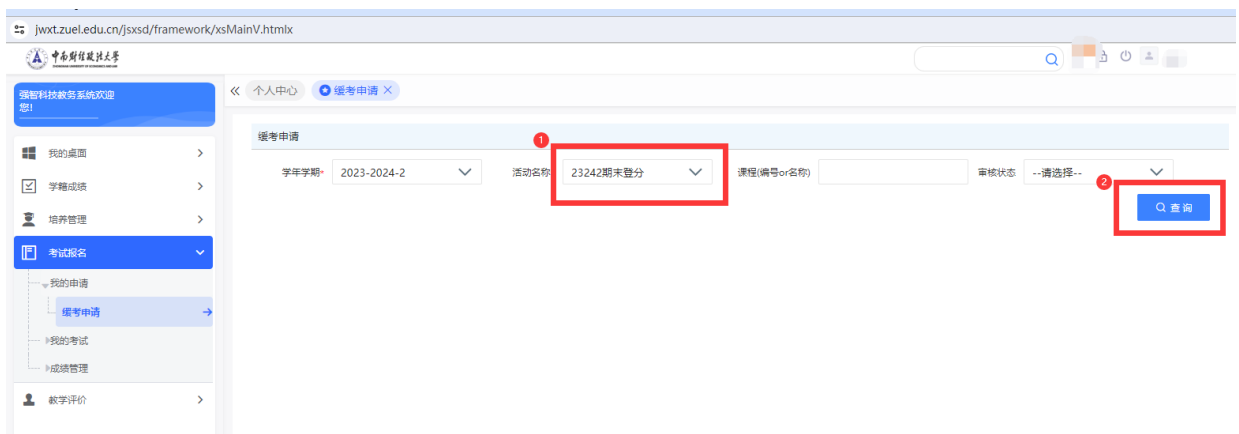 jwxt.zuel.edu.cn/jsxsd/framework/xsMainV.htmlx
中南财经政法大学
强智科技教务系统欢迎
您!
个人中心 缓考申请
缓考申请
1
学年学期* 2023-2024-2 活动名称 23242期末登分 课程(编号or名称) 审核状态 --请选择--
2
查询
我的桌面
学籍成绩
培养管理
考试报名
我的申请
缓考申请
我的考试
成绩管理
教学评价